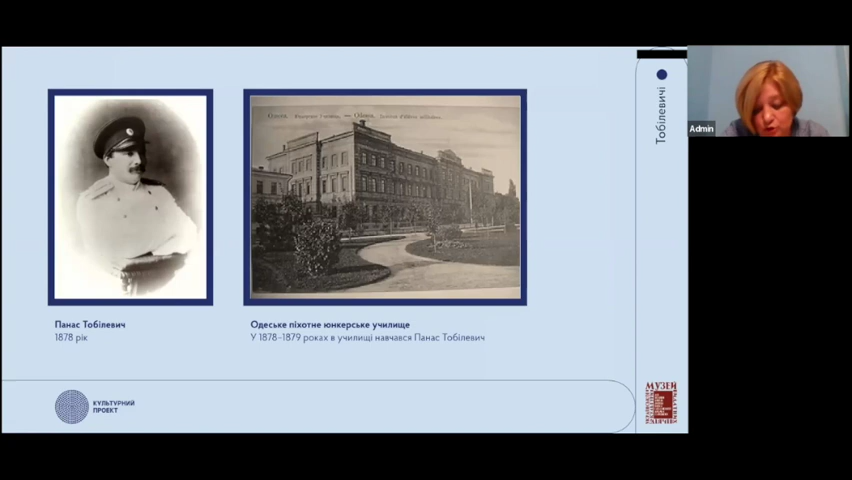 Тобілевичі
Admin
Панас Тобілевич
1878 рік
Одеське піхотне юнкерське училище
У 1878–1879 роках в училищі навчався Панас Тобілевич
КУЛЬТУРНИЙ
ПРОЕКТ
МУЗЕЙ